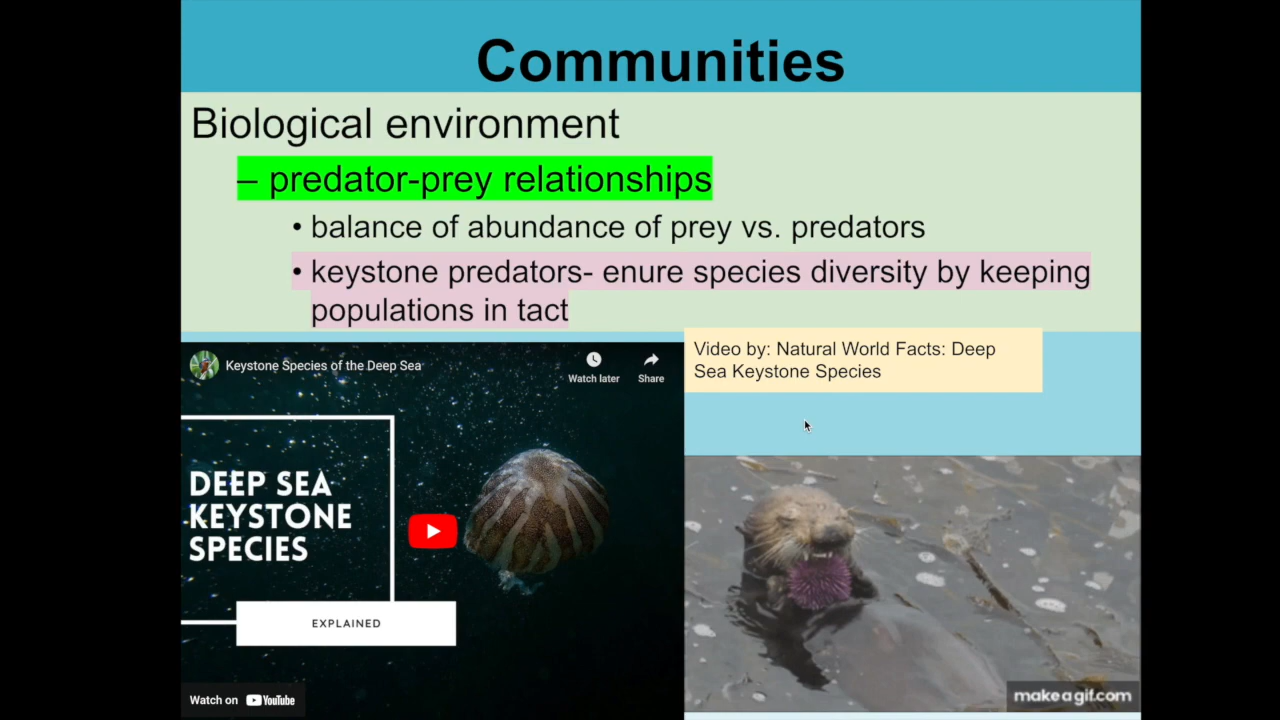 Communities
Biological environment
– predator-prey relationships
• balance of abundance of prey vs. predators
• keystone predators- enure species diversity by keeping
populations in tact
Video by: Natural World Facts: Deep
Sea Keystone Species
Keystone Species of the Deep Sea
Watch later
Share
DEEP SEA
KEYSTONE
SPECIES
EXPLAINED
Watch on YouTube
makeagif.com